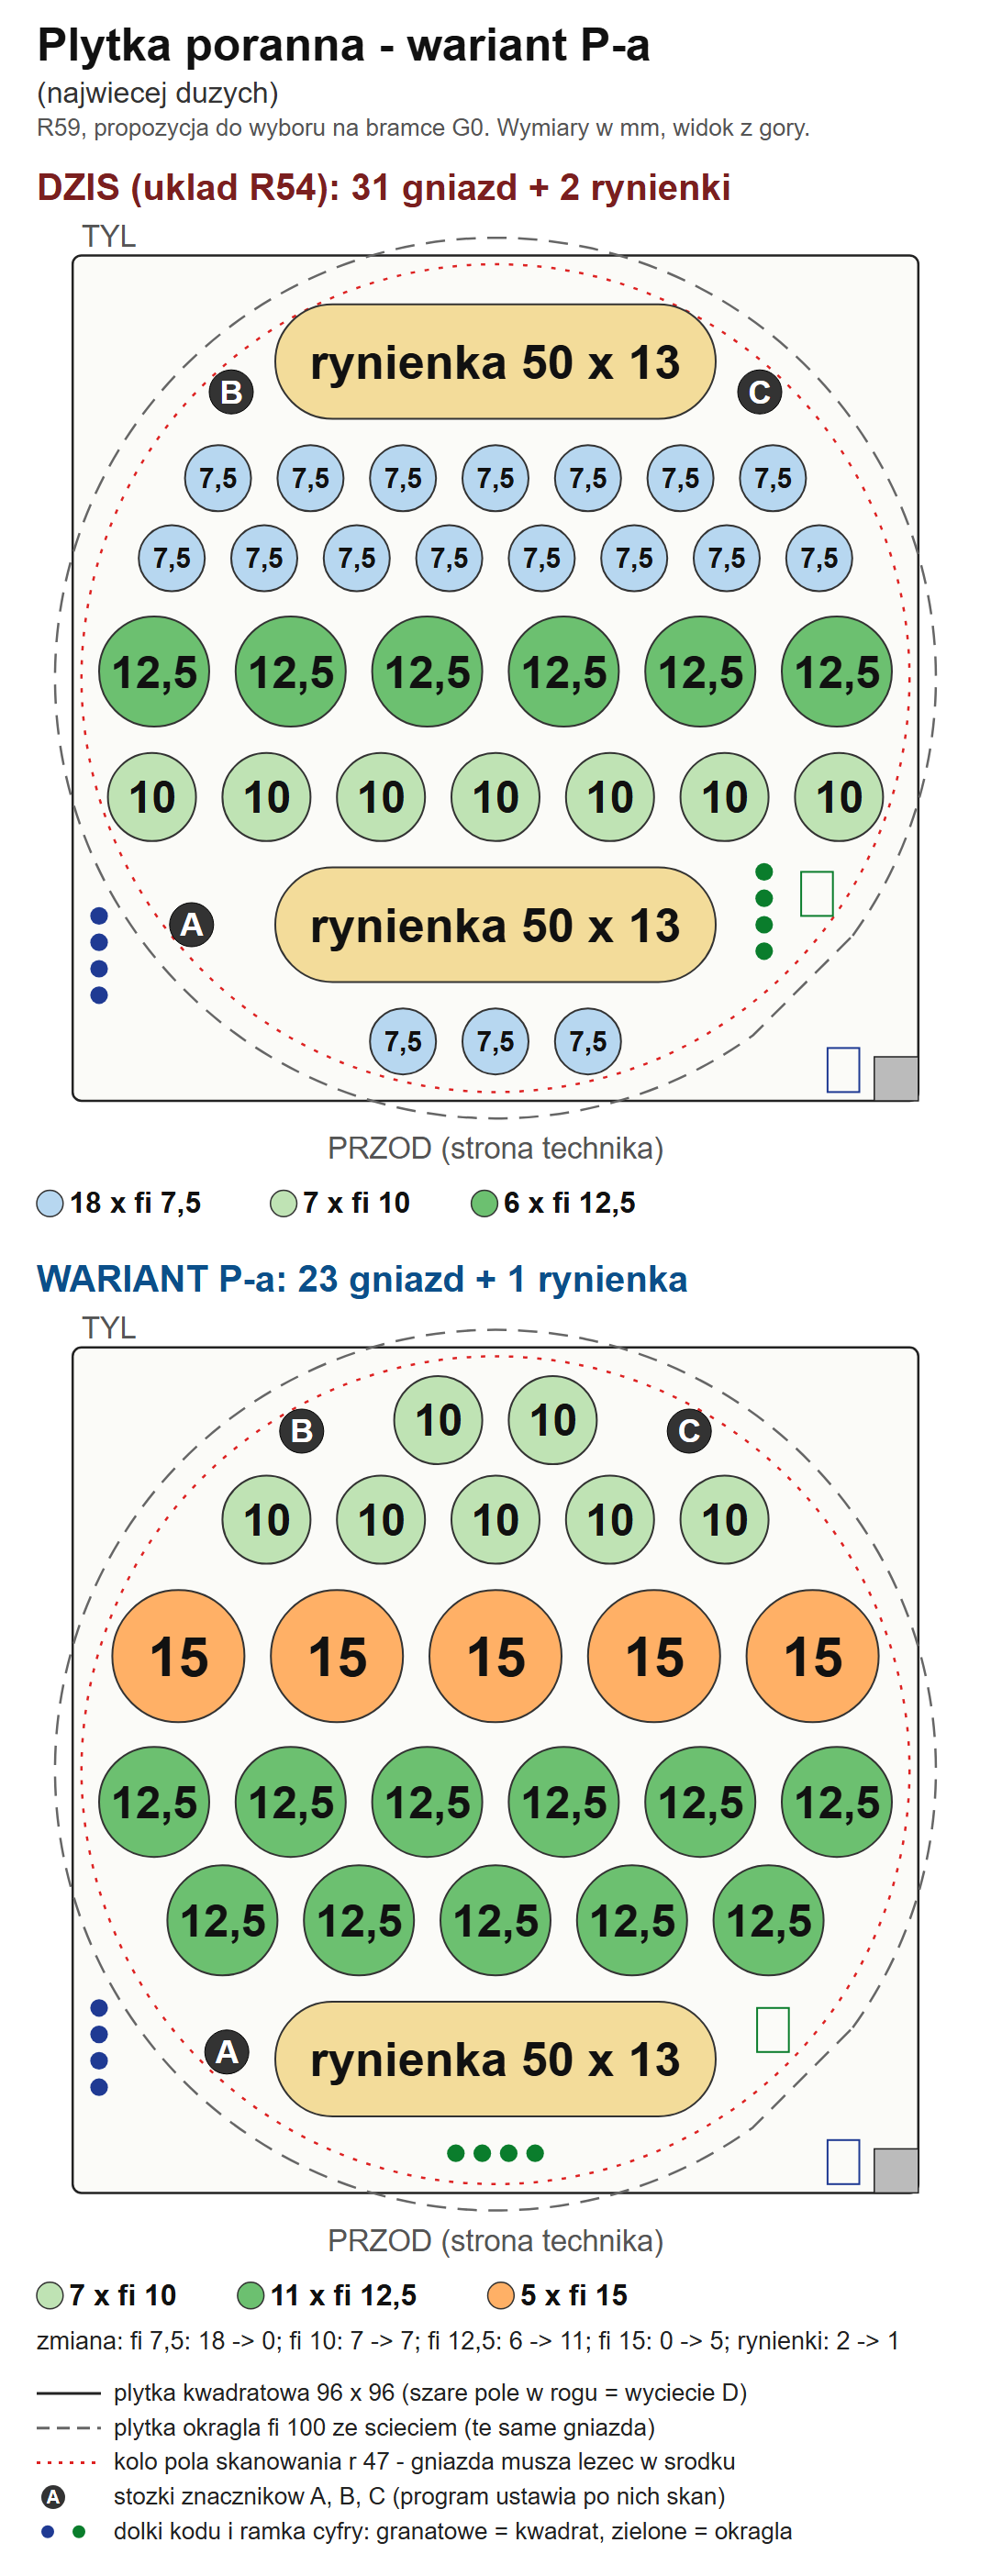 Plytka poranna - wariant P-a
(najwiecej duzych)
R59, propozycja do wyboru na bramce G0. Wymiary w mm, widok z gory.
DZIS (uklad R54): 31 gniazd + 2 rynienki
TYL
rynienka 50 x 13
B C
7,5 7,5 7,5 7,5 7,5 7,5 7,5
7,5 7,5 7,5 7,5 7,5 7,5 7,5 7,5
12,5 12,5 12,5 12,5 12,5 12,5
10 10 10 10 10 10 10
A rynienka 50 x 13
7,5 7,5 7,5
PRZOD (strona technika)
18 x fi 7,5 7 x fi 10 6 x fi 12,5
WARIANT P-a: 23 gniazd + 1 rynienka
TYL
B 10 10 C
10 10 10 10 10
15 15 15 15 15
12,5 12,5 12,5 12,5 12,5 12,5
12,5 12,5 12,5 12,5 12,5
A rynienka 50 x 13
PRZOD (strona technika)
7 x fi 10 11 x fi 12,5 5 x fi 15
zmiana: fi 7,5: 18 -> 0; fi 10: 7 -> 7; fi 12,5: 6 -> 11; fi 15: 0 -> 5; rynienki: 2 -> 1
plytka kwadratowa 96 x 96 (szare pole w rogu = wyciecie D)
plytka okragla fi 100 ze scieciem (te same gniazda)
kolo pola skanowania r 47 - gniazda musza lezec w srodku
A stozki znacznikow A, B, C (program ustawia po nich skan)
dolki kodu i ramka cyfry: granatowe = kwadrat, zielone = okragla